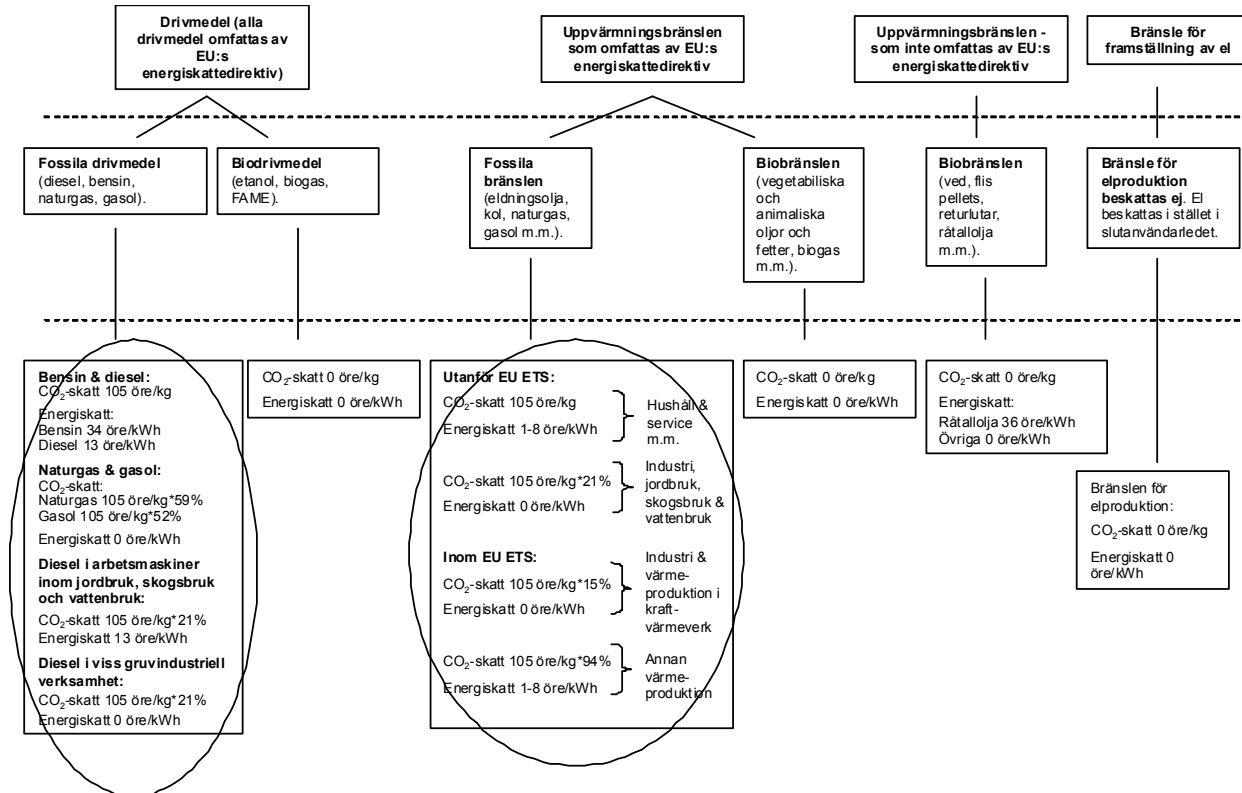 Drivmedel (alla
drivmedel omfattas av
EU:s
energiskattedirektiv)
Uppvärmningsbränslen
som omfattas av EU:s
energiskattedirektiv
Uppvärmningsbränslen -
som inte omfattas av EU:s
energiskattedirektiv
Bränsle för
framställning av el
Fossila drivmedel
(diesel, bensin,
naturgas, gasol).
Biodrivmedel
(etanol, biogas,
FAME).
Fossila
bränslen
(eldningsolja,
kol, naturgas,
gasol m.m.).
Biobränslen
(vegetabiliska
och
animaliska
oljor och
fetter, biogas
m.m.).
Biobränslen
(ved, flis
pellets,
returlutar,
råtallolja
m.m.).
Bränsle för
elproduktion
beskattas ej. El
beskattas i stället i
slutanvändarledet.
Bensin & diesel:
CO2-skatt 105 öre/kg
Energiskatt:
Bensin 34 öre/kWh
Diesel 13 öre/kWh
Naturgas & gasol:
CO2-skatt:
Naturgas 105 öre/kg*59%
Gasol 105 öre/kg*52%
Energiskatt 0 öre/kWh
Diesel i arbetsmaskiner
inom jordbruk, skogsbruk
och vattenbruk:
CO2-skatt 105 öre/kg*21%
Energiskatt 13 öre/kWh
Diesel i viss gruvindustriell
verksamhet:
CO2-skatt 105 öre/kg*21%
Energiskatt 0 öre/kWh
CO2-skatt 0 öre/kg
Energiskatt 0 öre/kWh
Utanför EU ETS:
CO2-skatt 105 öre/kg
Energiskatt 1-8 öre/kWh
Hushåll &
service
m.m.
CO2-skatt 105 öre/kg*21%
Energiskatt 0 öre/kWh
Industri,
jordbruk,
skogsbruk &
vattenbruk
Inom EU ETS:
CO2-skatt 105 öre/kg*15%
Energiskatt 0 öre/kWh
Industri &
värme-
produktion i
kraft-
värmeverk
CO2-skatt 105 öre/kg*94%
Energiskatt 1-8 öre/kWh
Annan
värme-
produktion
CO2-skatt 0 öre/kg
Energiskatt 0 öre/kWh
CO2-skatt 0 öre/kg
Energiskatt:
Råtallolja 36 öre/kWh
Övriga 0 öre/kWh
Bränslen för
elproduktion:
CO2-skatt 0 öre/kg
Energiskatt 0
öre/kWh